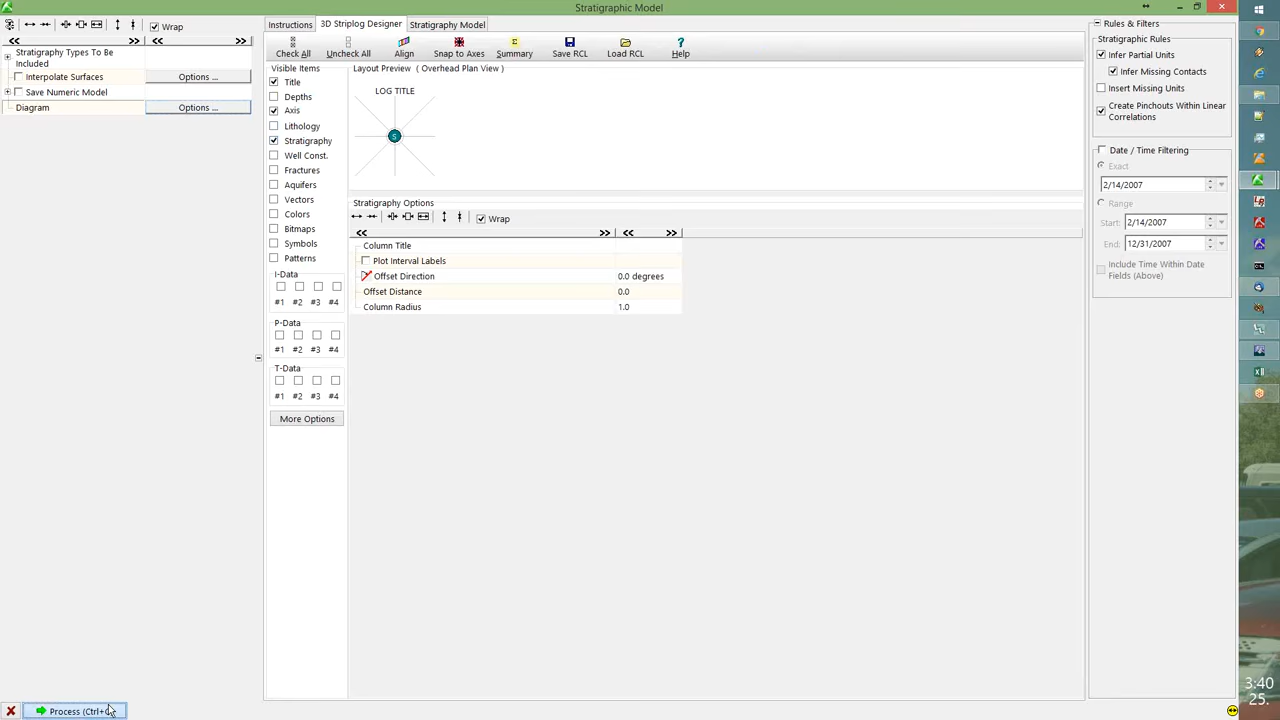 Stratigraphic Model
Wrap
Instructions
3D Striplog Designer
Stratigraphy Model
Rules & Filters
<< >> << >>
Stratigraphy Types To Be
Included
Interpolate Surfaces
Options ...
Save Numeric Model
Diagram
Options ...
Check All
Uncheck All
Align
Snap to Axes
Summary
Save RCL
Load RCL
Help
Visible Items
Title
Depths
Axis
Lithology
Stratigraphy
Well Const.
Fractures
Aquifers
Vectors
Colors
Bitmaps
Symbols
Patterns
I-Data
#1 #2 #3 #4
P-Data
#1 #2 #3 #4
T-Data
#1 #2 #3 #4
More Options
Layout Preview ( Overhead Plan View )
LOG TITLE
S
Stratigraphy Options
Wrap
<< >> << >>
Column Title
Plot Interval Labels
Offset Direction 0.0 degrees
Offset Distance 0.0
Column Radius 1.0
Stratigraphic Rules
Infer Partial Units
Infer Missing Contacts
Insert Missing Units
Create Pinchouts Within Linear
Correlations
Date / Time Filtering
Exact
2/14/2007
Range
Start: 2/14/2007
End: 12/31/2007
Include Time Within Date
Fields (Above)
3:40
25.